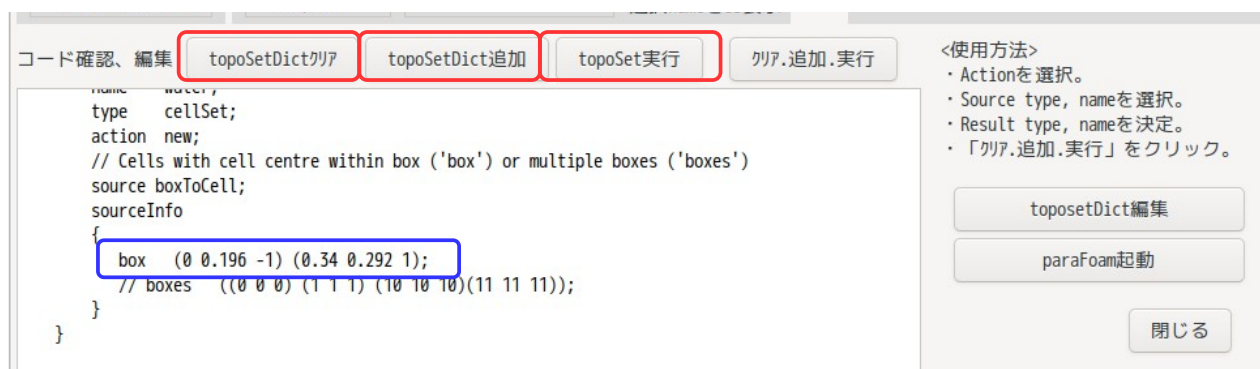 コード確認、編集 toposetDictクリア topoSetDict追加 topoSet実行 クリア.追加.実行
type cellSet;
action new;
// Cells with cell centre within box ('box') or multiple boxes ('boxes')
source boxToCell;
sourceInfo
{
box (0 0.196 -1) (0.34 0.292 1);
// boxes ((0 0 0) (1 1 1) (10 10 10)(11 11 11));
}
}
<使用方法>
・Actionを選択。
・Source type, nameを選択。
・Result type, nameを決定。
・「クリア.追加.実行」をクリック。
toposetDict編集
paraFoam起動
閉じる